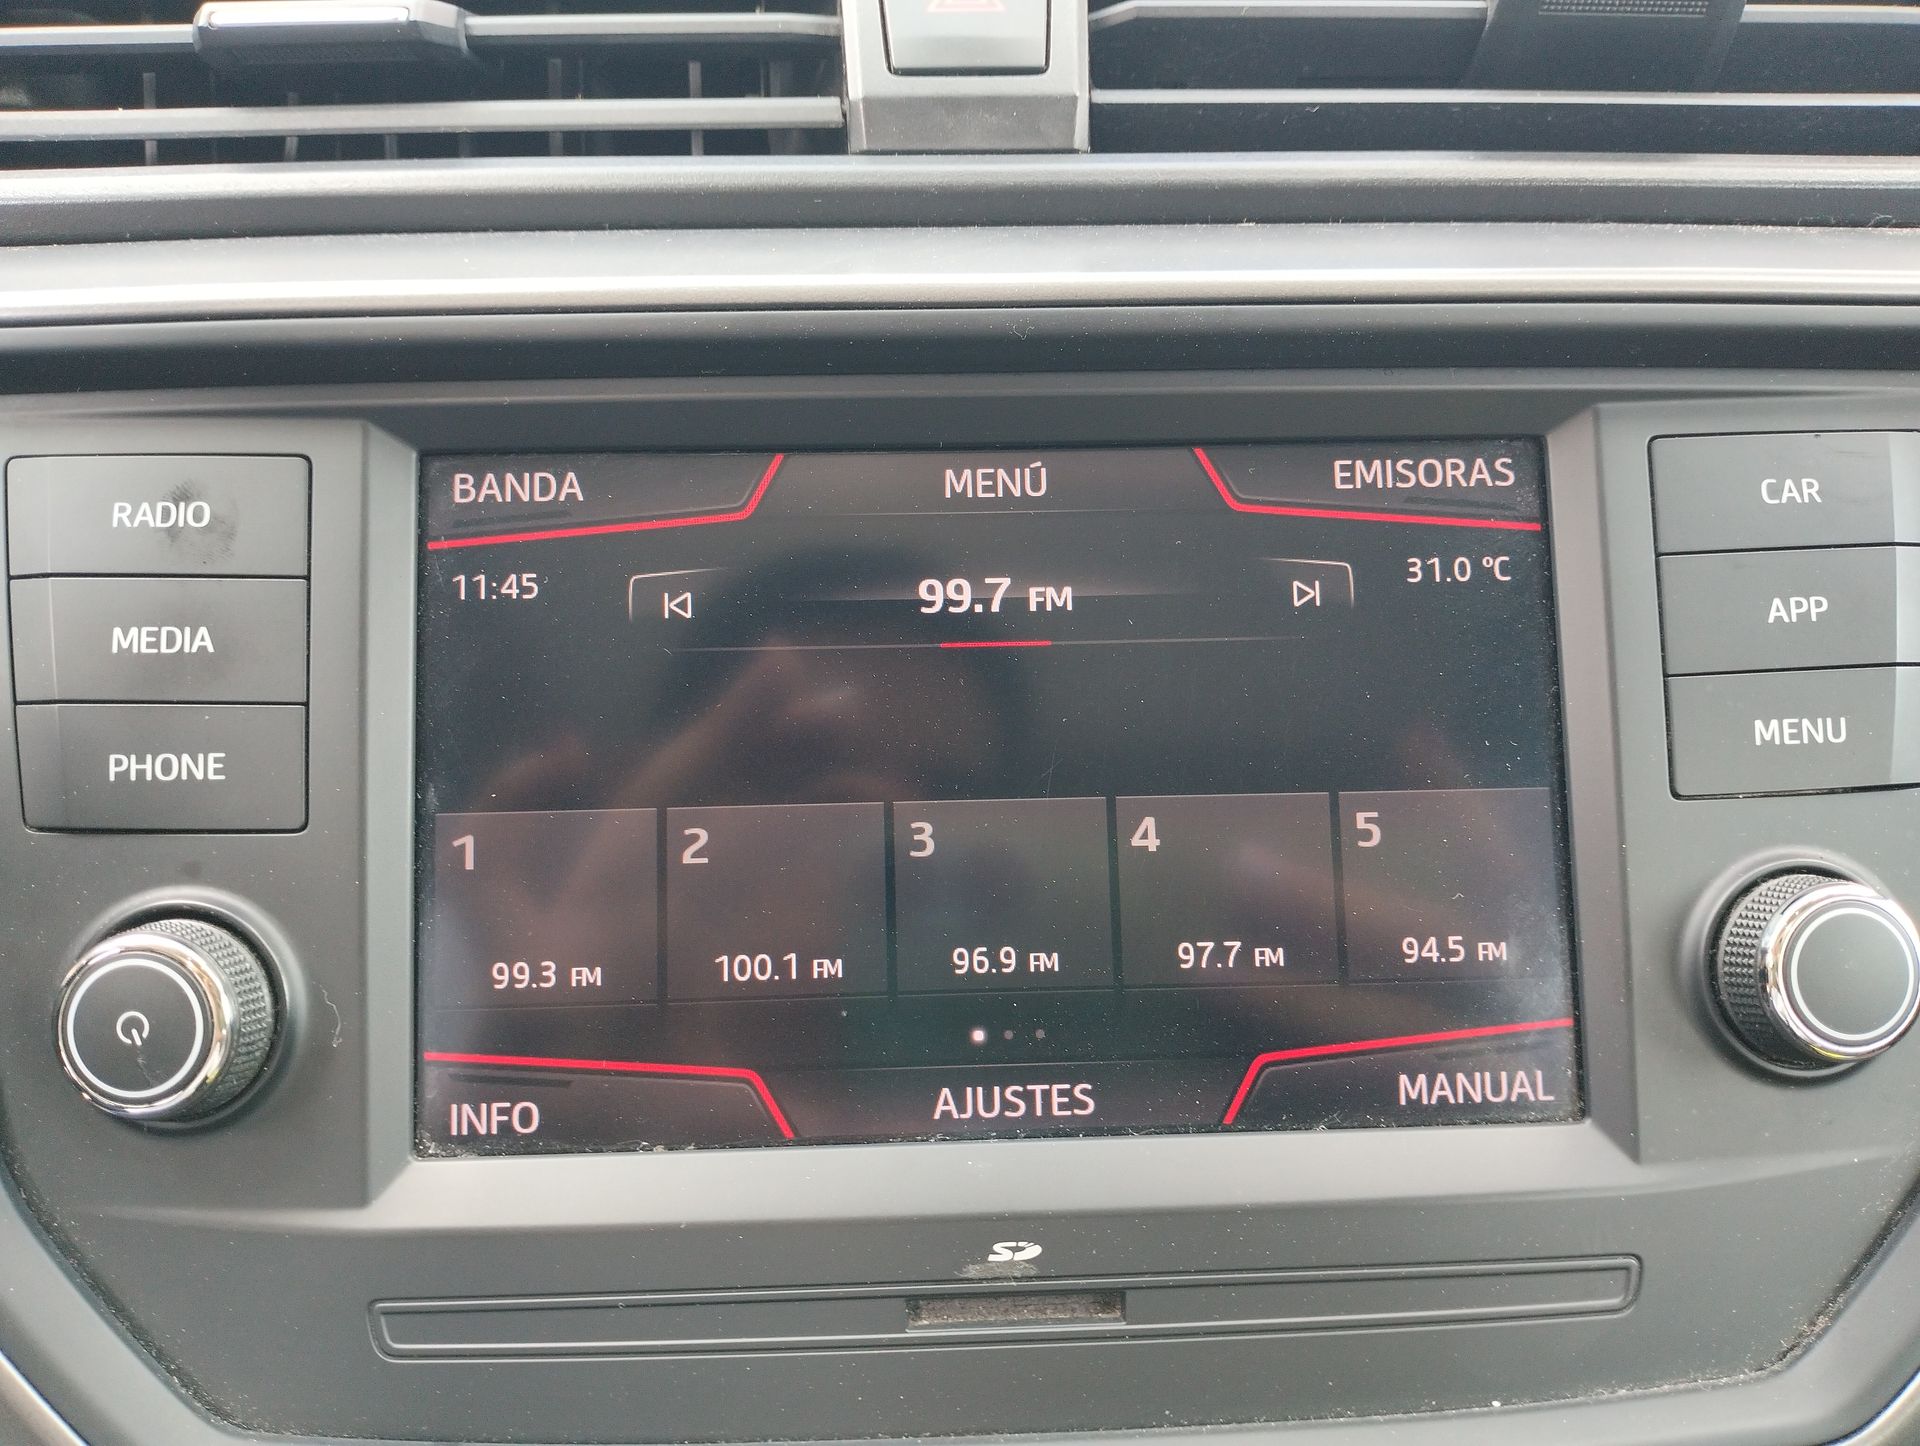 RADIO
MEDIA
PHONE
BANDA
MENÚ
EMISORAS
11:45
99.7 FM
31.0 °C
1
99.3 FM
2
100.1 FM
3
96.9 FM
4
97.7 FM
5
94.5 FM
INFO
AJUSTES
MANUAL
CAR
APP
MENU
SD